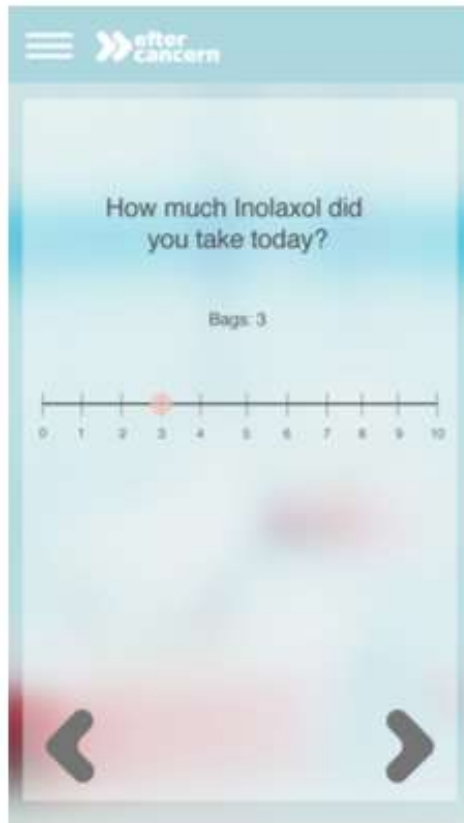 efter
cancern
How much Inolaxol did
you take today?
Bags: 3
0 1 2 3 4 5 6 7 8 9 10